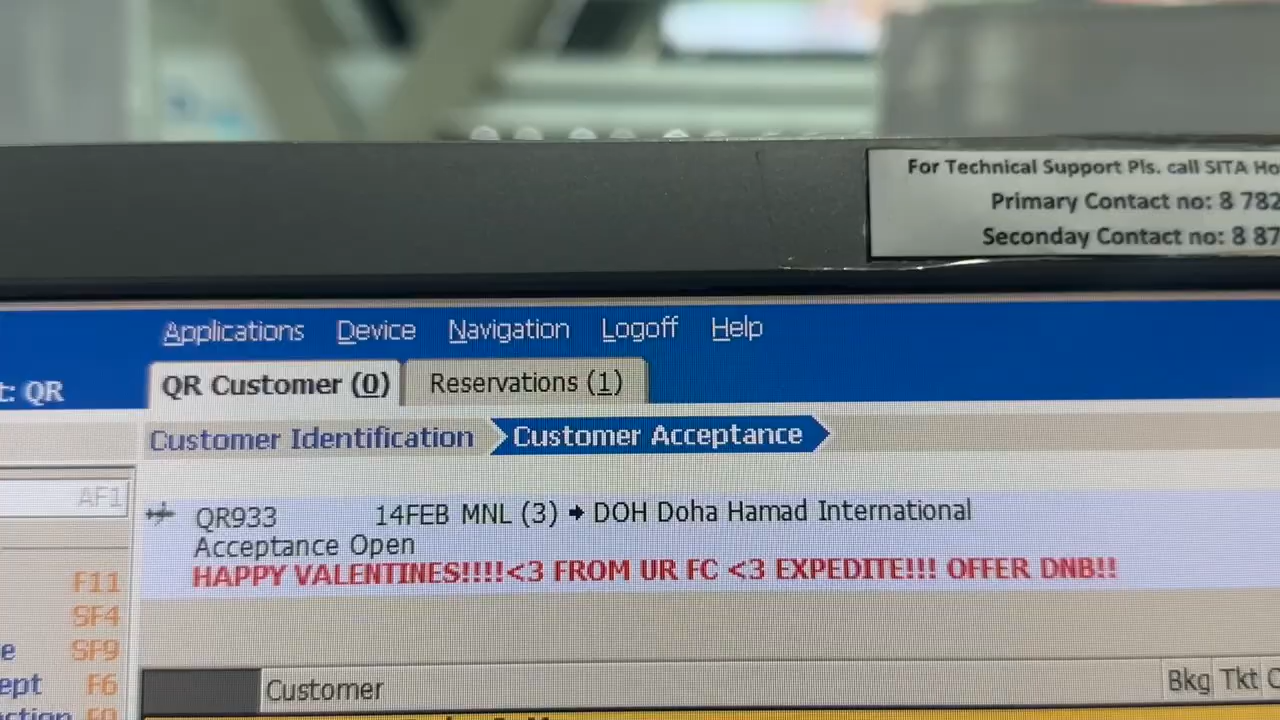 For Technical Support Pls. call SITA Ho
Primary Contact no: 8 782
Seconday Contact no: 8 87
Applications Device Navigation Logoff Help
t: QR
QR Customer (0) Reservations (1)
Customer Identification Customer Acceptance
AF1
QR933 14FEB MNL (3) → DOH Doha Hamad International
Acceptance Open
HAPPY VALENTINES!!!!<3 FROM UR FC <3 EXPEDITE!!! OFFER DNB!!
F11
SF4
e SF9
ept F6
Customer Bkg Tkt